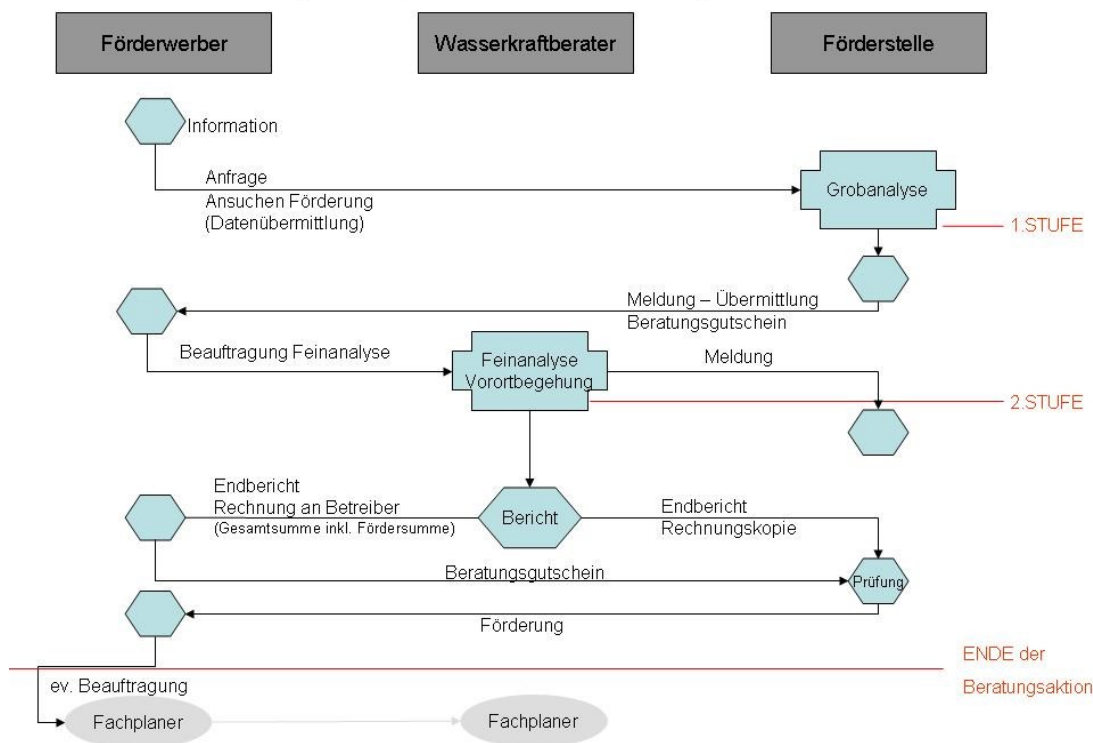 Förderwerber
Wasserkraftberater
Förderstelle
Information
Anfrage
Ansuchen Förderung
(Datenübermittlung)
Grobanalyse
1.STUFE
Meldung – Übermittlung
Beratungsgutschein
Beauftragung Feinanalyse
Feinanalyse
Vorortbegehung
Meldung
2.STUFE
Endbericht
Rechnung an Betreiber
(Gesamtsumme inkl. Fördersumme)
Bericht
Endbericht
Rechnungskopie
Beratungsgutschein
Prüfung
Förderung
ENDE der
Beratungsaktion
ev. Beauftragung
Fachplaner
Fachplaner